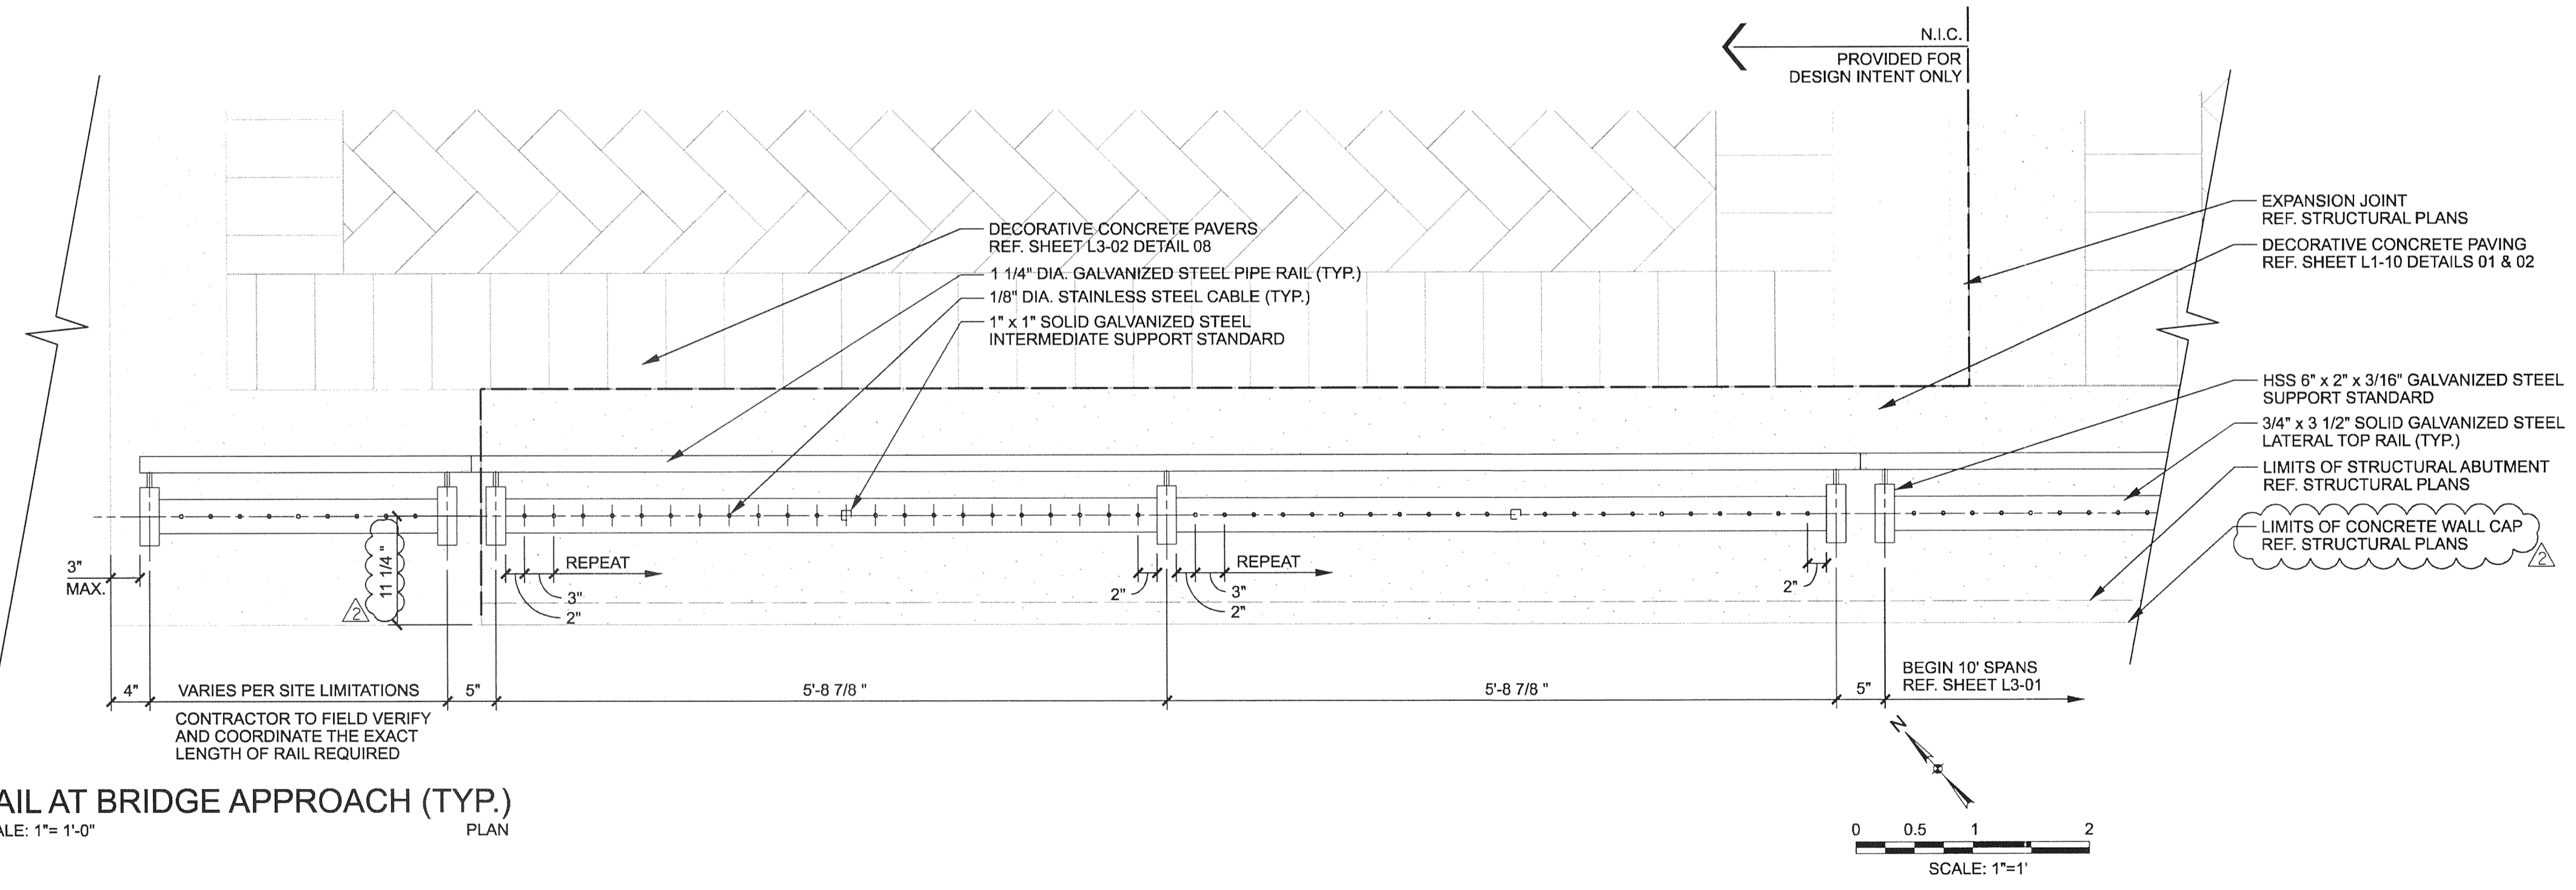 N.I.C.
PROVIDED FOR
DESIGN INTENT ONLY
DECORATIVE CONCRETE PAVERS
REF. SHEET L3-02 DETAIL 08
1 1/4" DIA. GALVANIZED STEEL PIPE RAIL (TYP.)
1/8" DIA. STAINLESS STEEL CABLE (TYP.)
1" x 1" SOLID GALVANIZED STEEL
INTERMEDIATE SUPPORT STANDARD
EXPANSION JOINT
REF. STRUCTURAL PLANS
DECORATIVE CONCRETE PAVING
REF. SHEET L1-10 DETAILS 01 & 02
HSS 6" x 2" x 3/16" GALVANIZED STEEL
SUPPORT STANDARD
3/4" x 3 1/2" SOLID GALVANIZED STEEL
LATERAL TOP RAIL (TYP.)
LIMITS OF STRUCTURAL ABUTMENT
REF. STRUCTURAL PLANS
LIMITS OF CONCRETE WALL CAP
REF. STRUCTURAL PLANS
2
3"
MAX.
11 1/4 "
2
REPEAT
3"
2"
2"
REPEAT
3"
2"
2"
4"
VARIES PER SITE LIMITATIONS
5"
5'-8 7/8 "
5'-8 7/8 "
5"
BEGIN 10' SPANS
REF. SHEET L3-01
CONTRACTOR TO FIELD VERIFY
AND COORDINATE THE EXACT
LENGTH OF RAIL REQUIRED
N
AIL AT BRIDGE APPROACH (TYP.)
ALE: 1"= 1'-0"
PLAN
0 0.5 1 2
SCALE: 1"=1'